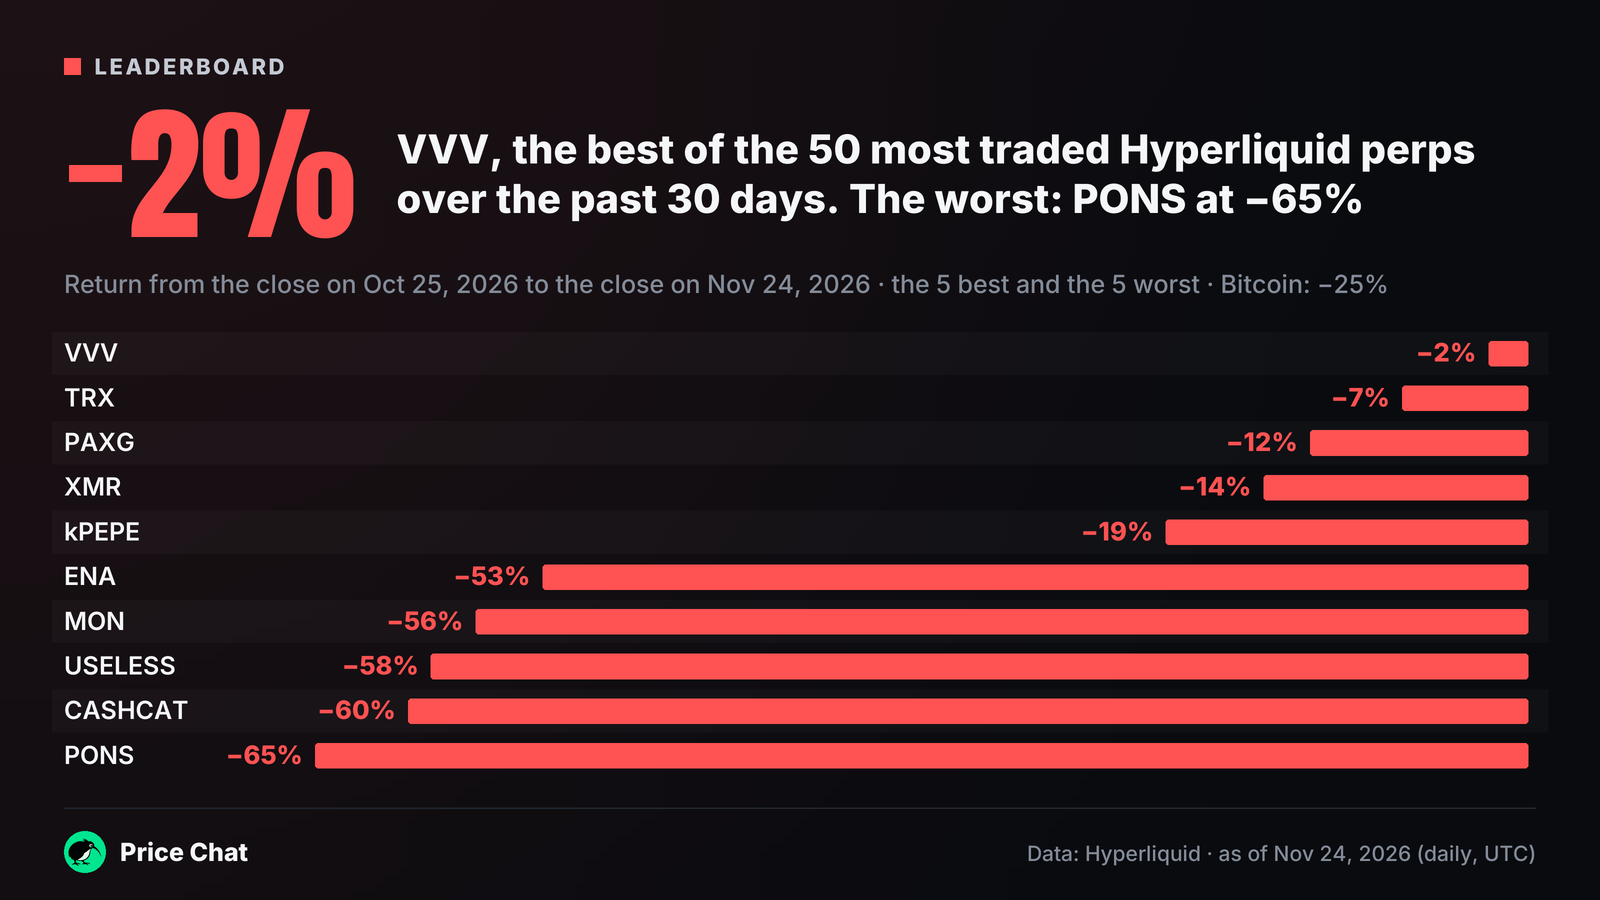 LEADERBOARD
−2%
VVV, the best of the 50 most traded Hyperliquid perps
over the past 30 days. The worst: PONS at −65%
Return from the close on Oct 25, 2026 to the close on Nov 24, 2026 · the 5 best and the 5 worst · Bitcoin: −25%
VVV −2%
TRX −7%
PAXG −12%
XMR −14%
kPEPE −19%
ENA −53%
MON −56%
USELESS −58%
CASHCAT −60%
PONS −65%
Price Chat
Data: Hyperliquid · as of Nov 24, 2026 (daily, UTC)